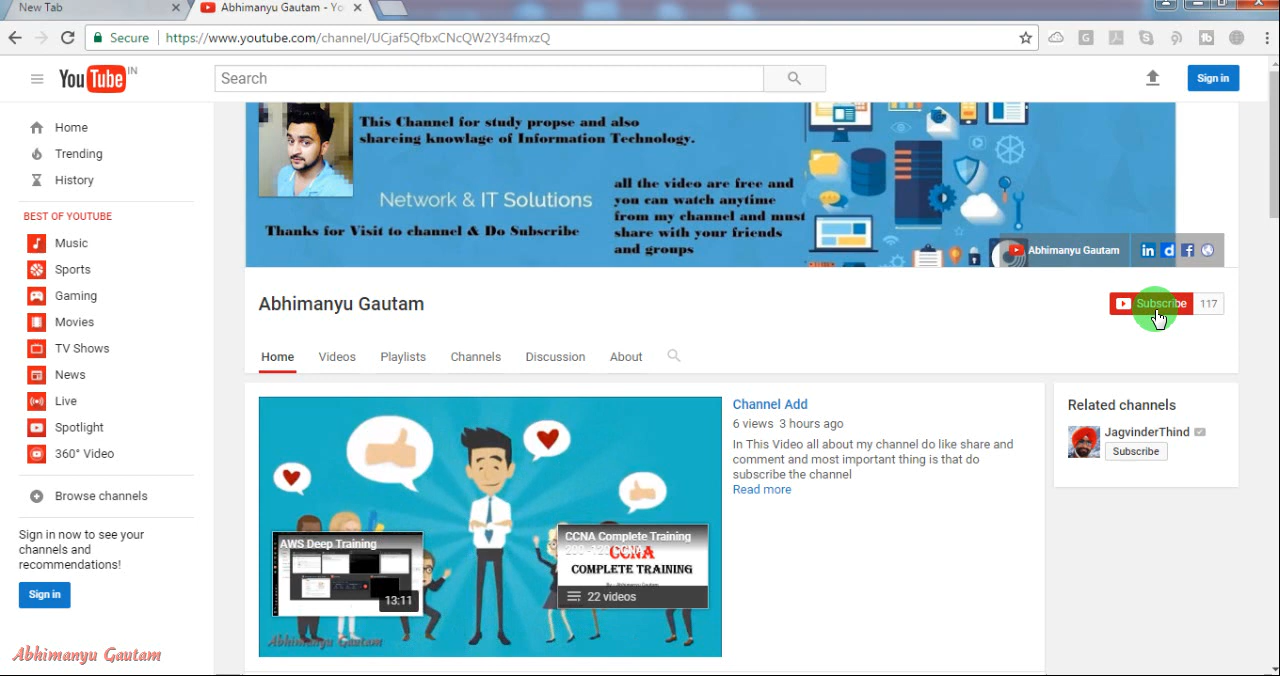 New Tab
Abhimanyu Gautam - Yo
Secure
https://www.youtube.com/channel/UCjaf5QfbxCNcQW2Y34fmxzQ
YouTube IN
Search
Sign in
Home
Trending
History
BEST OF YOUTUBE
Music
Sports
Gaming
Movies
TV Shows
News
Live
Spotlight
360° Video
Browse channels
Sign in now to see your
channels and
recommendations!
Sign in
Abhimanyu Gautam
This Channel for study propse and also
shareing knowlage of Information Technology.
Network & IT Solutions
all the video are free and
you can watch anytime
from my channel and must
share with your friends
and groups
Thanks for Visit to channel & Do Subscribe
Abhimanyu Gautam
in d f
Abhimanyu Gautam
Subscribe 117
Home Videos Playlists Channels Discussion About
AWS Deep Training
13:11
CCNA Complete Training
CCNA
COMPLETE TRAINING
By:- Abhimanyu Gautam
22 videos
Abhimanyu Gautam
Channel Add
6 views 3 hours ago
In This Video all about my channel do like share and
comment and most important thing is that do
subscribe the channel
Read more
Related channels
JagvinderThind
Subscribe